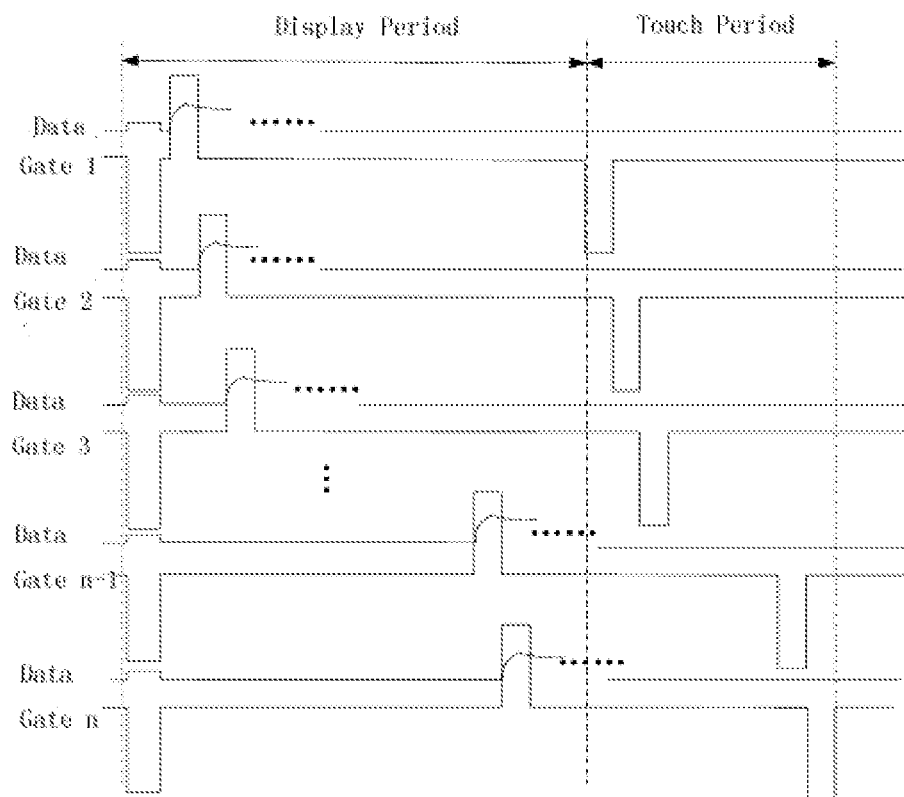 Display Period
Touch Period
Data
Gate 1
Data
Gate 2
Data
Gate 3
Data
Gate n-1
Data
Gate n